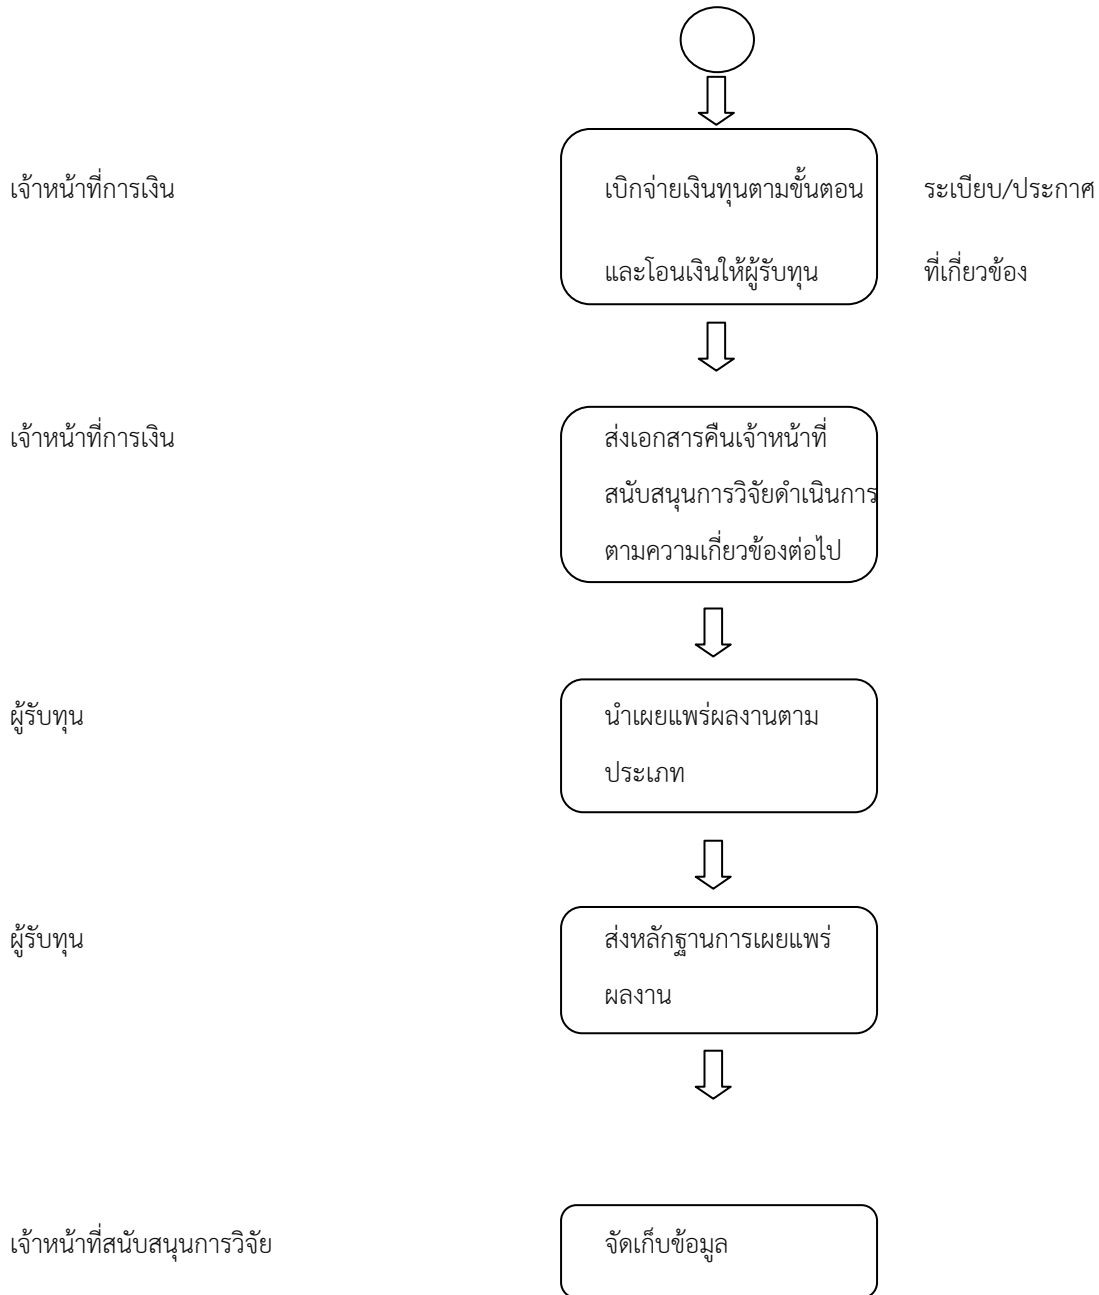 เจ้าหน้าที่การเงิน
เบิกจ่ายเงินทุนตามขั้นตอน
และโอนเงินให้ผู้รับทุน
ระเบียบ/ประกาศ
ที่เกี่ยวข้อง
เจ้าหน้าที่การเงิน
ส่งเอกสารคืนเจ้าหน้าที่
สนับสนุนการวิจัยดำเนินการ
ตามความเกี่ยวข้องต่อไป
ผู้รับทุน
นำเผยแพร่ผลงานตาม
ประเภท
ผู้รับทุน
ส่งหลักฐานการเผยแพร่
ผลงาน
เจ้าหน้าที่สนับสนุนการวิจัย
จัดเก็บข้อมูล